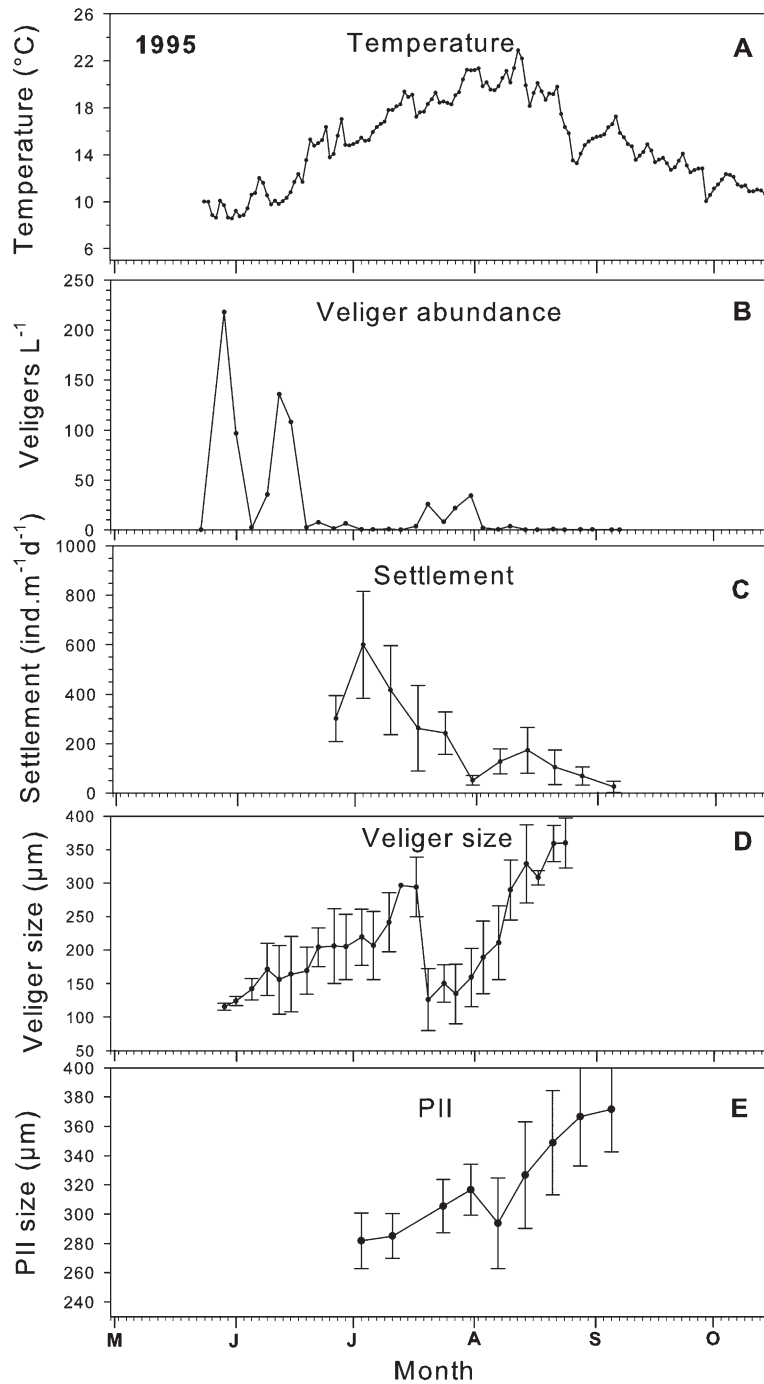 1995
Temperature
A
Temperature (°C)
26
22
18
14
10
6
Veliger abundance
B
Veligers L⁻¹
250
200
150
100
50
0
Settlement
C
Settlement (ind.m⁻¹d⁻¹)
1000
800
600
400
200
0
Veliger size
D
Veliger size (µm)
400
350
300
250
200
150
100
50
PII
E
PII size (µm)
400
380
360
340
320
300
280
260
240
M J J A S O
Month